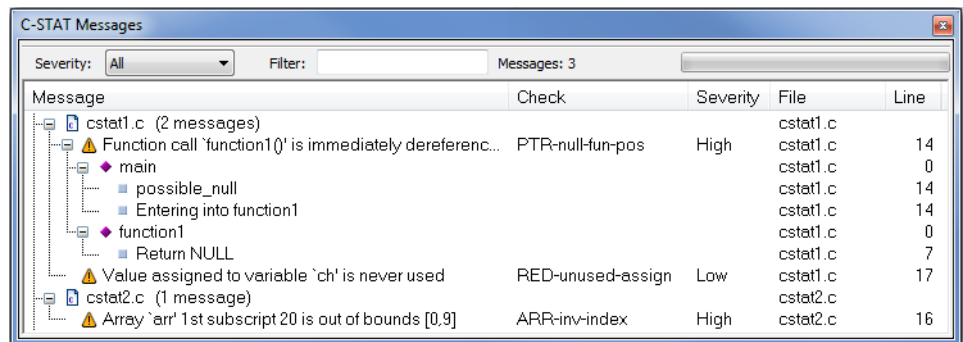 C-STAT Messages
Severity: All Filter: Messages: 3
Message Check Severity File Line
cstat1.c (2 messages) cstat1.c
Function call `function1()' is immediately dereferenc... PTR-null-fun-pos High cstat1.c 14
main cstat1.c 0
possible_null cstat1.c 14
Entering into function1 cstat1.c 14
function1 cstat1.c 0
Return NULL cstat1.c 7
Value assigned to variable `ch' is never used RED-unused-assign Low cstat1.c 17
cstat2.c (1 message) cstat2.c
Array `arr' 1st subscript 20 is out of bounds [0,9] ARR-inv-index High cstat2.c 16